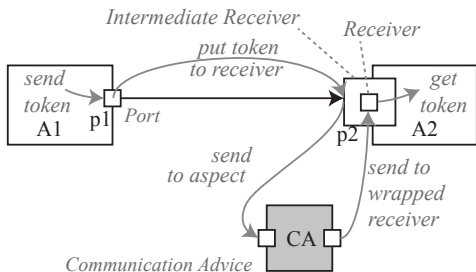 Intermediate Receiver
Receiver
put token
to receiver
send
token
A1
p1
Port
p2
get
token
A2
send
to aspect
send to
wrapped
receiver
CA
Communication Advice